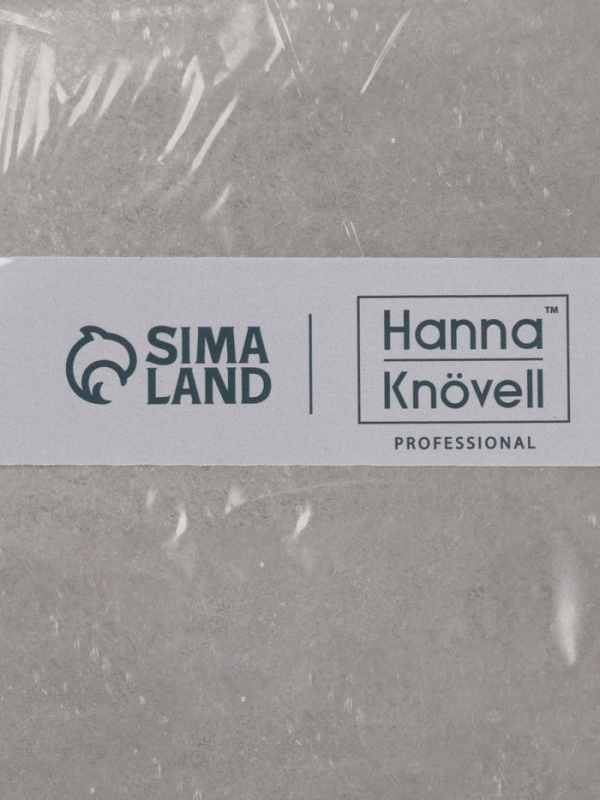 SIMA
LAND
Hanna™
Knövell
PROFESSIONAL